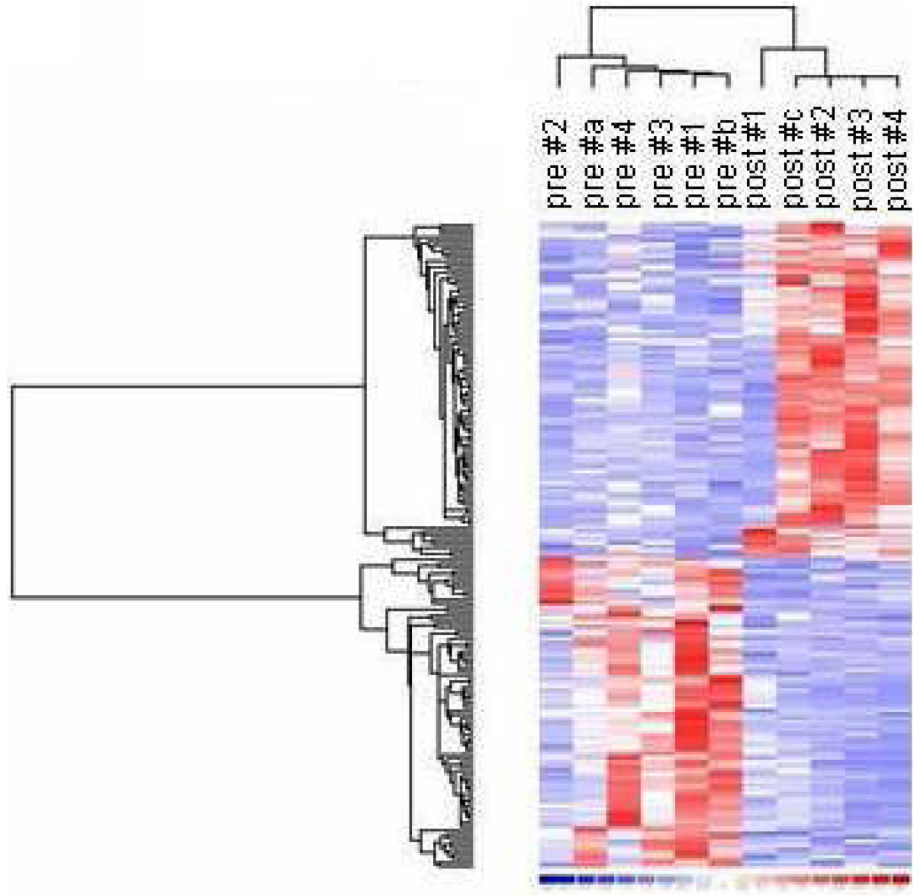 pre #2
pre #a
pre #4
pre #3
pre #1
pre #b
post #1
post #c
post #2
post #3
post #4